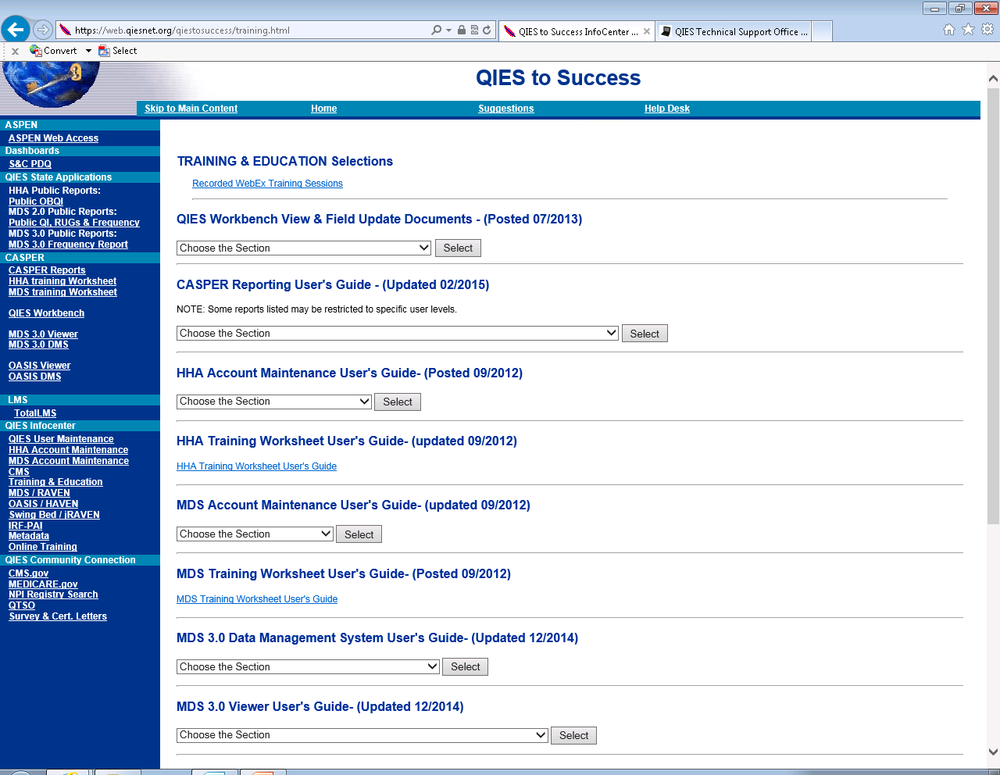 https://web.qiesnet.org/qiestosuccess/training.html
QIES to Success InfoCenter ...
QIES Technical Support Office ...
Convert
Select
QIES to Success
Skip to Main Content
Home
Suggestions
Help Desk
ASPEN
ASPEN Web Access
Dashboards
S&C PDQ
QIES State Applications
HHA Public Reports:
Public OBQI
MDS 2.0 Public Reports:
Public QI, RUGs & Frequency
MDS 3.0 Public Reports:
MDS 3.0 Frequency Report
CASPER
CASPER Reports
HHA training Worksheet
MDS training Worksheet
QIES Workbench
MDS 3.0 Viewer
MDS 3.0 DMS
OASIS Viewer
OASIS DMS
LMS
TotalLMS
QIES Infocenter
QIES User Maintenance
HHA Account Maintenance
MDS Account Maintenance
CMS
Training & Education
MDS / RAVEN
OASIS / HAVEN
Swing Bed / jRAVEN
IRF-PAI
Metadata
Online Training
QIES Community Connection
CMS.gov
MEDICARE.gov
NPI Registry Search
QTSO
Survey & Cert. Letters
TRAINING & EDUCATION Selections
Recorded WebEx Training Sessions
QIES Workbench View & Field Update Documents - (Posted 07/2013)
Choose the Section
Select
CASPER Reporting User's Guide - (Updated 02/2015)
NOTE: Some reports listed may be restricted to specific user levels.
Choose the Section
Select
HHA Account Maintenance User's Guide- (Posted 09/2012)
Choose the Section
Select
HHA Training Worksheet User's Guide- (updated 09/2012)
HHA Training Worksheet User's Guide
MDS Account Maintenance User's Guide- (updated 09/2012)
Choose the Section
Select
MDS Training Worksheet User's Guide- (Posted 09/2012)
MDS Training Worksheet User's Guide
MDS 3.0 Data Management System User's Guide- (Updated 12/2014)
Choose the Section
Select
MDS 3.0 Viewer User's Guide- (Updated 12/2014)
Choose the Section
Select